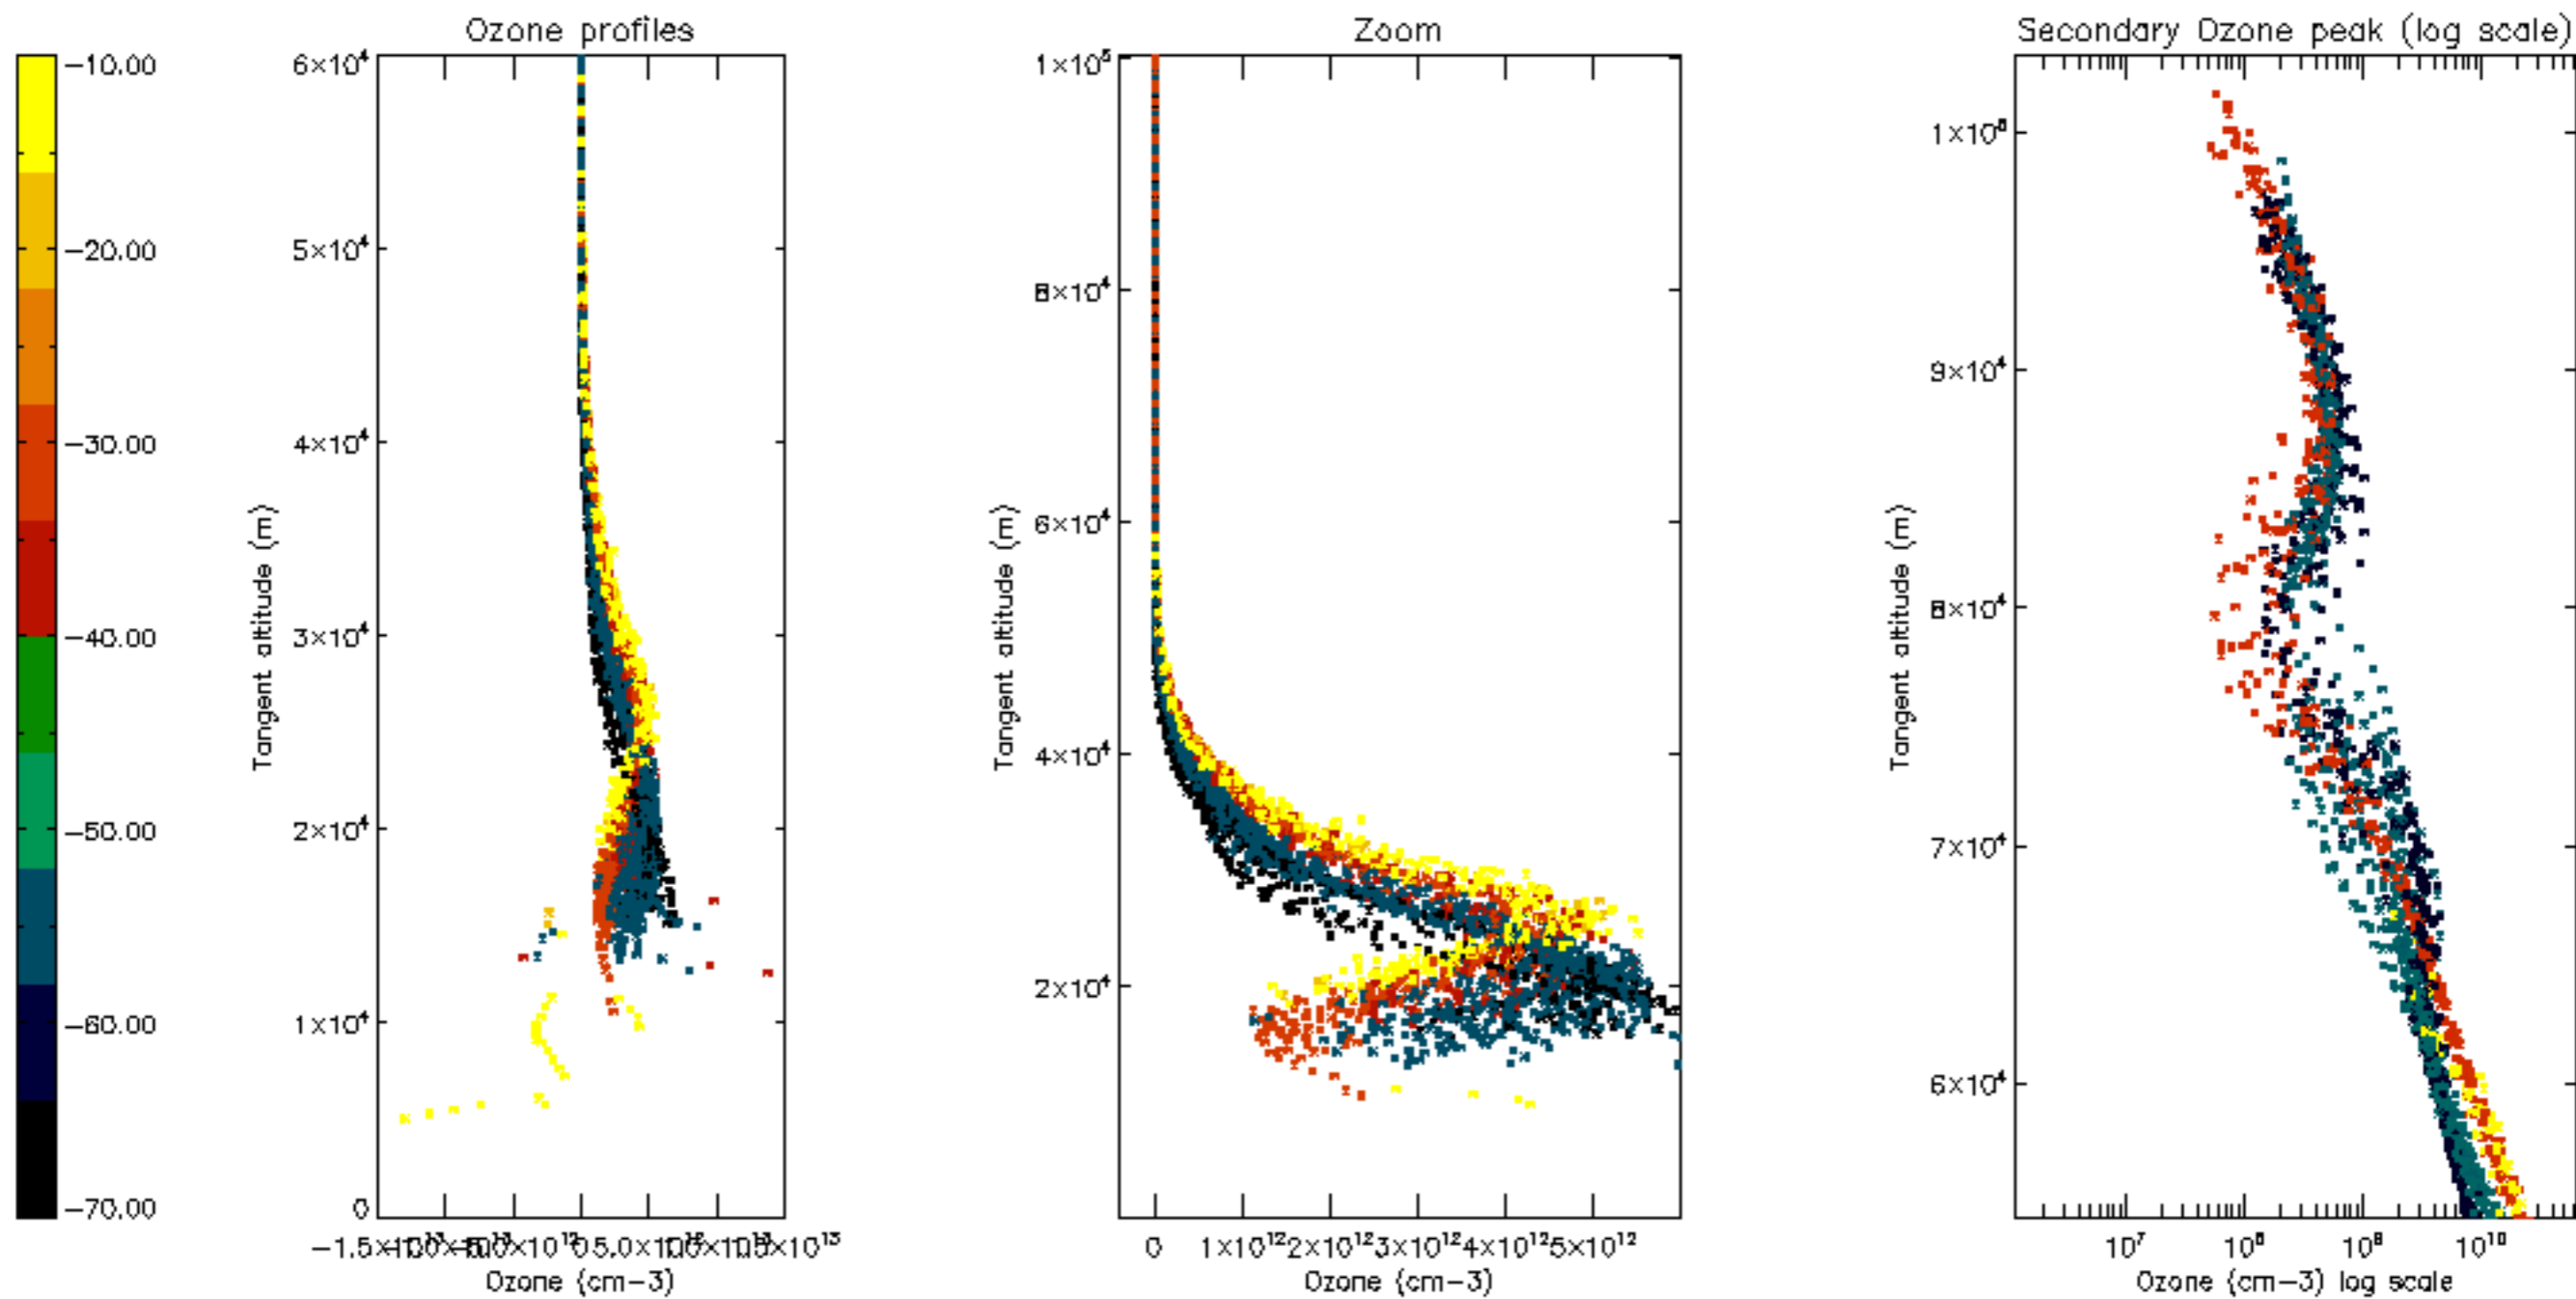 Ozone profiles
Zoom
Secondary Ozone peak (log scale)
-10.00
-20.00
-30.00
-40.00
-50.00
-60.00
-70.00
6×10⁴
5×10⁴
4×10⁴
3×10⁴
2×10⁴
1×10⁴
0
Tangent altitude (m)
Ozone (cm-3)
1×10⁵
8×10⁴
6×10⁴
4×10⁴
2×10⁴
Tangent altitude (m)
0 1×10¹² 2×10¹² 3×10¹² 4×10¹² 5×10¹²
Ozone (cm-3)
1×10⁵
9×10⁴
8×10⁴
7×10⁴
6×10⁴
Tangent altitude (m)
10⁷ 10⁸ 10⁹ 10¹⁰
Ozone (cm-3) log scale